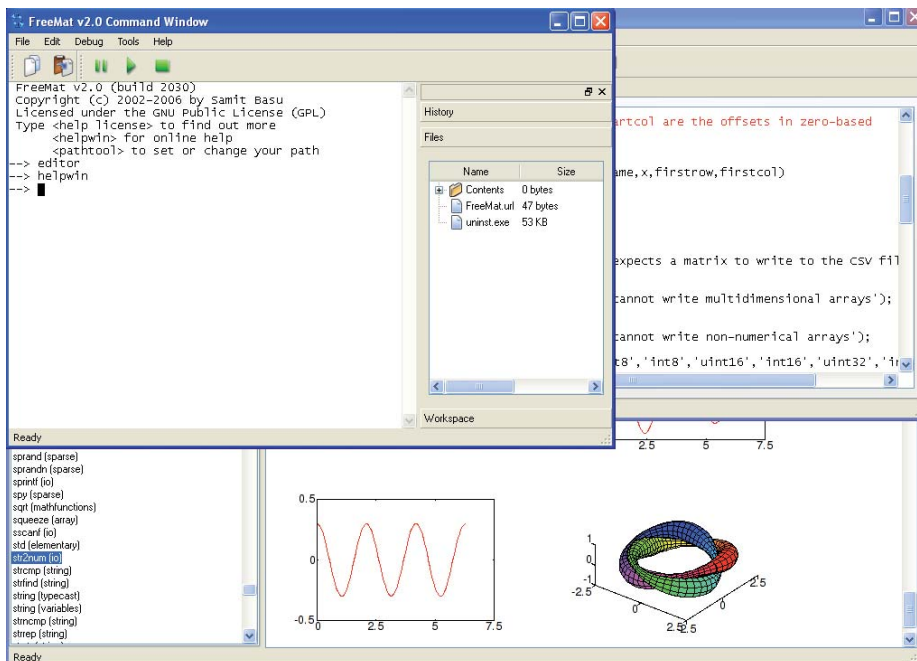 FreeMat v2.0 Command Window
File Edit Debug Tools Help
FreeMat v2.0 (build 2030)
Copyright (c) 2002-2006 by Samit Basu
Licensed under the GNU Public License (GPL)
Type <help license> to find out more
<helpwin> for online help
<pathtool> to set or change your path
--> editor
--> helpwin
-->
History
Files
Name Size
Contents 0 bytes
FreeMat.url 47 bytes
uninst.exe 53 KB
Workspace
Ready
artcol are the offsets in zero-based
ame,x,firstrow,firstcol)
expects a matrix to write to the CSV fil
cannot write multidimensional arrays');
cannot write non-numerical arrays');
t8','int8','uint16','int16','uint32','in
2.5 5 7.5
sprand (sparse)
sprandn (sparse)
sprintf (io)
spy (sparse)
sqrt (mathfunctions)
squeeze (array)
sscanf (io)
std (elementary)
str2num (io)
strcmp (string)
strfind (string)
string (typecast)
string (variables)
strncmp (string)
strrep (string)
Ready
0.5
0
-0.5
0 2.5 5 7.5
1
0
-1
-2.5
0
2.5
2.5
0
2.5